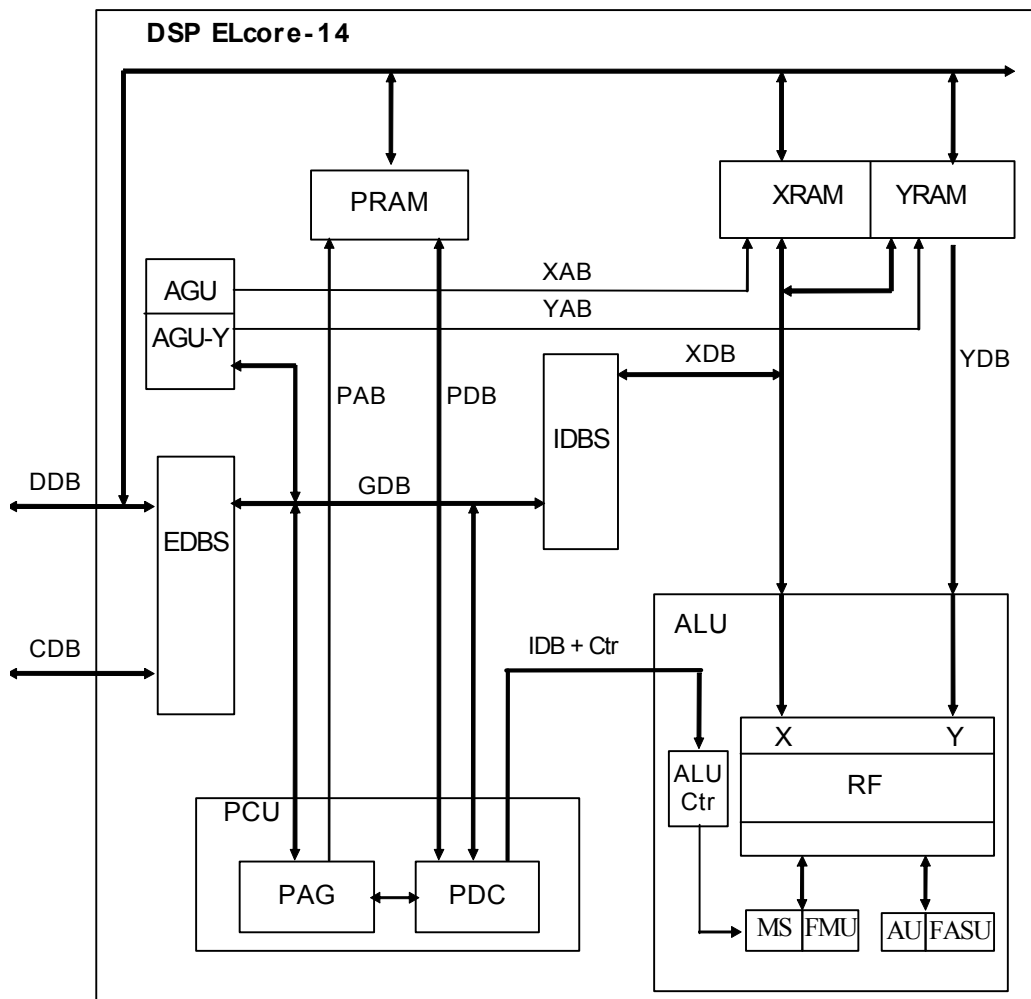 DSP ELcore-14
PRAM
XRAM
YRAM
AGU
AGU-Y
XAB
YAB
XDB
YDB
PAB
PDB
IDBS
DDB
GDB
EDBS
CDB
IDB + Ctr
ALU
X
Y
ALU
Ctr
RF
PCU
PAG
PDC
MS
FMU
AU
FASU